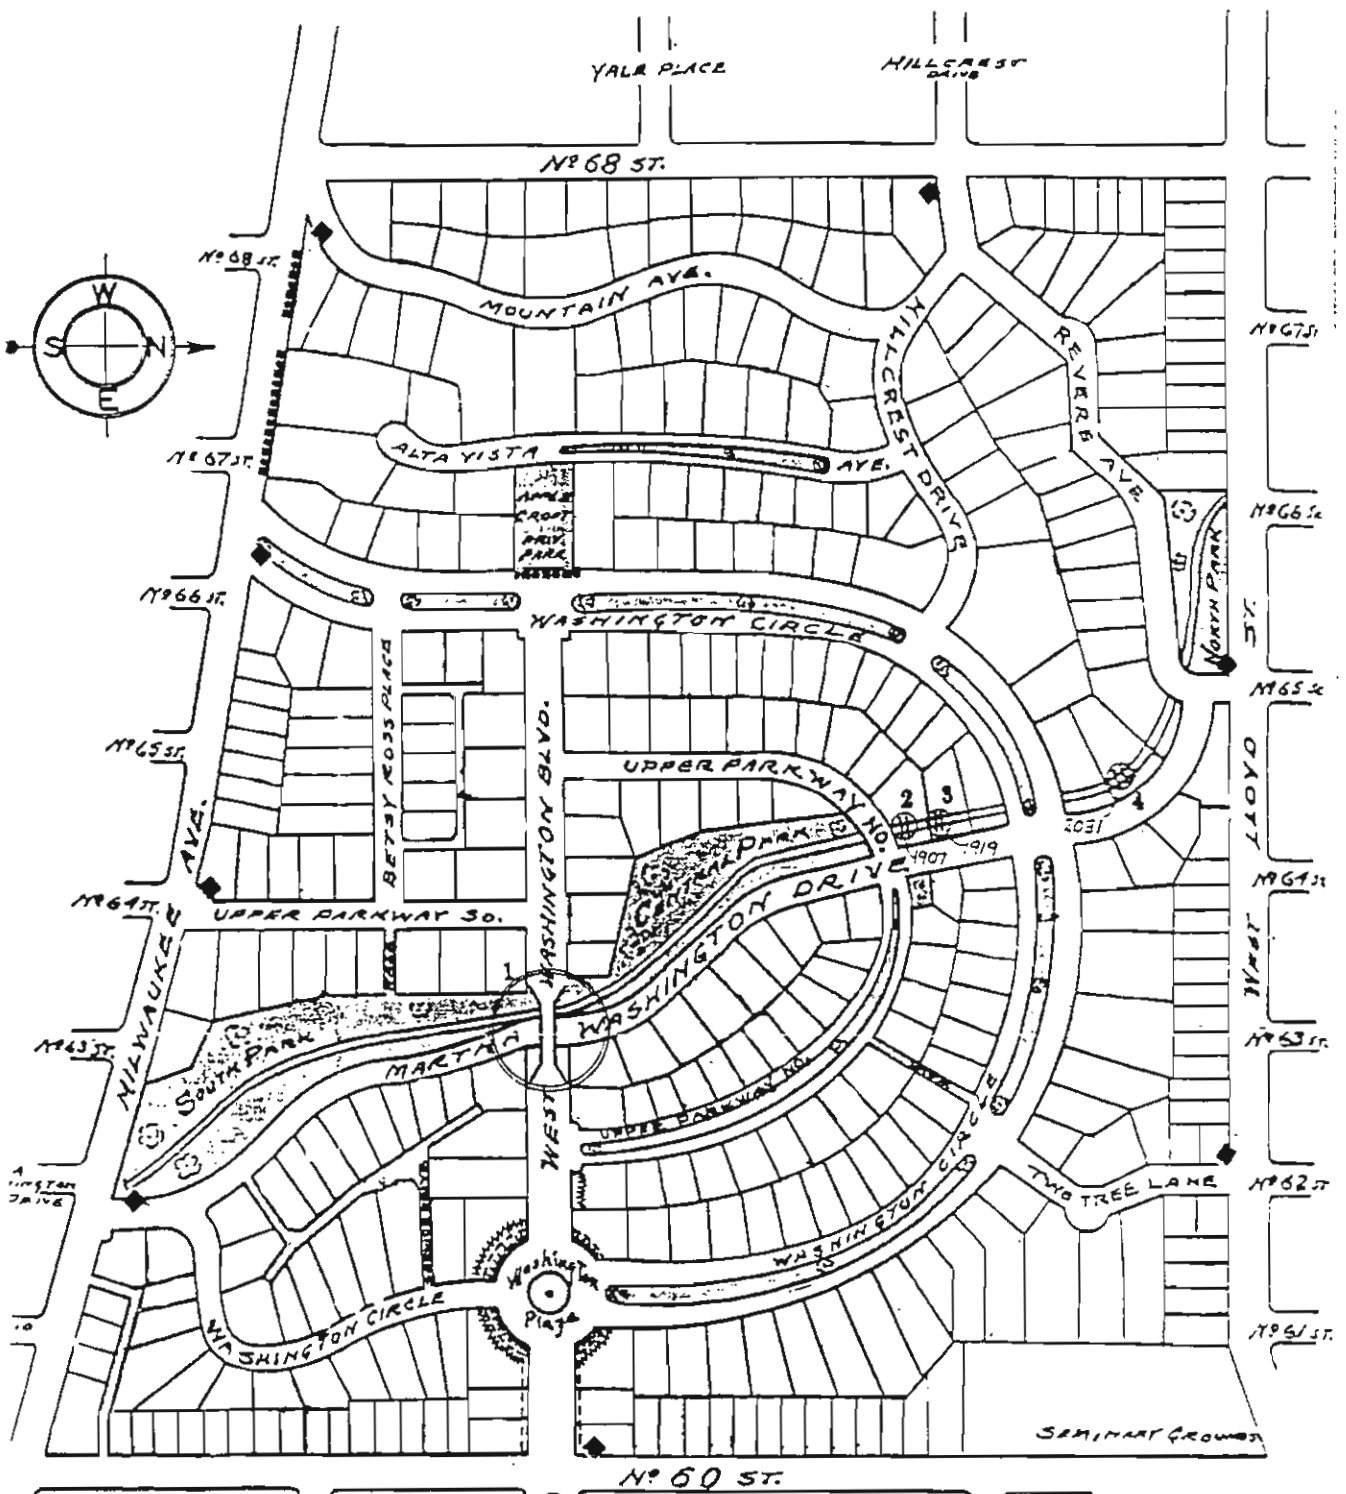 YALE PLACE
HILLCREST
DRIVE
Nº 68 ST.
Nº 68 ST.
W
S N
E
MOUNTAIN AVE.
HILLCREST DRIVE
REVERE AVE
Nº 67 ST
ALTA VISTA AVE.
Nº 67 ST.
APPLE
CROFT
PRIV.
PARK
Nº 66 ST
NORTH PARK
Nº 66 ST.
WASHINGTON CIRCLE
ST.
Nº 65 ST
BETSY ROSS PLACE
WASHINGTON BLVD.
Nº 65 ST.
UPPER PARKWAY NO.
LLOYD
2
3
4
2031
1919
1907
CENTRAL PARK
AVE.
Nº 64 ST
Nº 64 ST.
UPPER PARKWAY SO.
MARTHA WASHINGTON DRIVE
WEST
1
SOUTH PARK
MILWAUKEE
Nº 63 ST.
Nº 63 ST.
UPPER PARKWAY NO.
WEST
WASHINGTON CIRCLE
TWO TREE LANE
Nº 62 ST
DRIVE
Washington
Plaza
WASHINGTON CIRCLE
Nº 61 ST.
SEMINARY GROUNDS
Nº 60 ST.